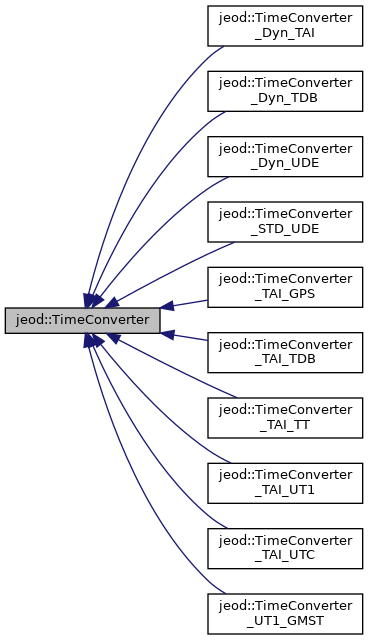 jeod::TimeConverter
_Dyn_TAI
jeod::TimeConverter
_Dyn_TDB
jeod::TimeConverter
_Dyn_UDE
jeod::TimeConverter
_STD_UDE
jeod::TimeConverter
_TAI_GPS
jeod::TimeConverter
jeod::TimeConverter
_TAI_TDB
jeod::TimeConverter
_TAI_TT
jeod::TimeConverter
_TAI_UT1
jeod::TimeConverter
_TAI_UTC
jeod::TimeConverter
_UT1_GMST